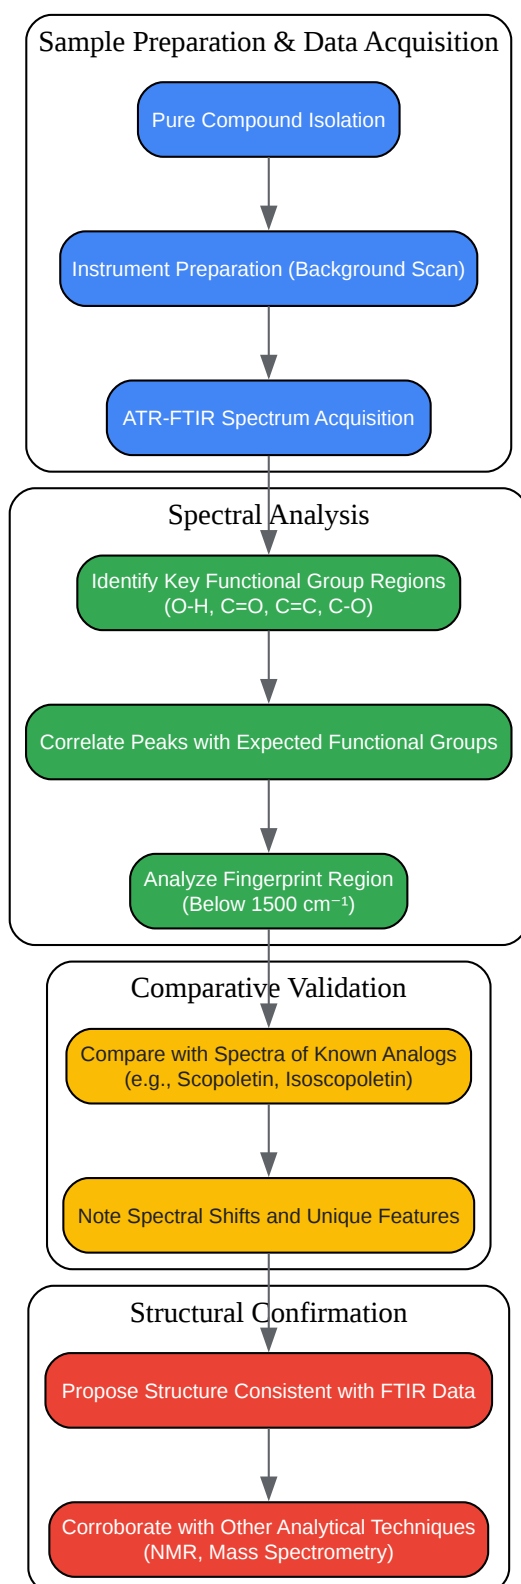 Sample Preparation & Data Acquisition
Pure Compound Isolation
Instrument Preparation (Background Scan)
ATR-FTIR Spectrum Acquisition
Spectral Analysis
Identify Key Functional Group Regions
(O-H, C=O, C=C, C-O)
Correlate Peaks with Expected Functional Groups
Analyze Fingerprint Region
(Below 1500 cm⁻¹)
Comparative Validation
Compare with Spectra of Known Analogs
(e.g., Scopoletin, Isoscopoletin)
Note Spectral Shifts and Unique Features
Structural Confirmation
Propose Structure Consistent with FTIR Data
Corroborate with Other Analytical Techniques
(NMR, Mass Spectrometry)